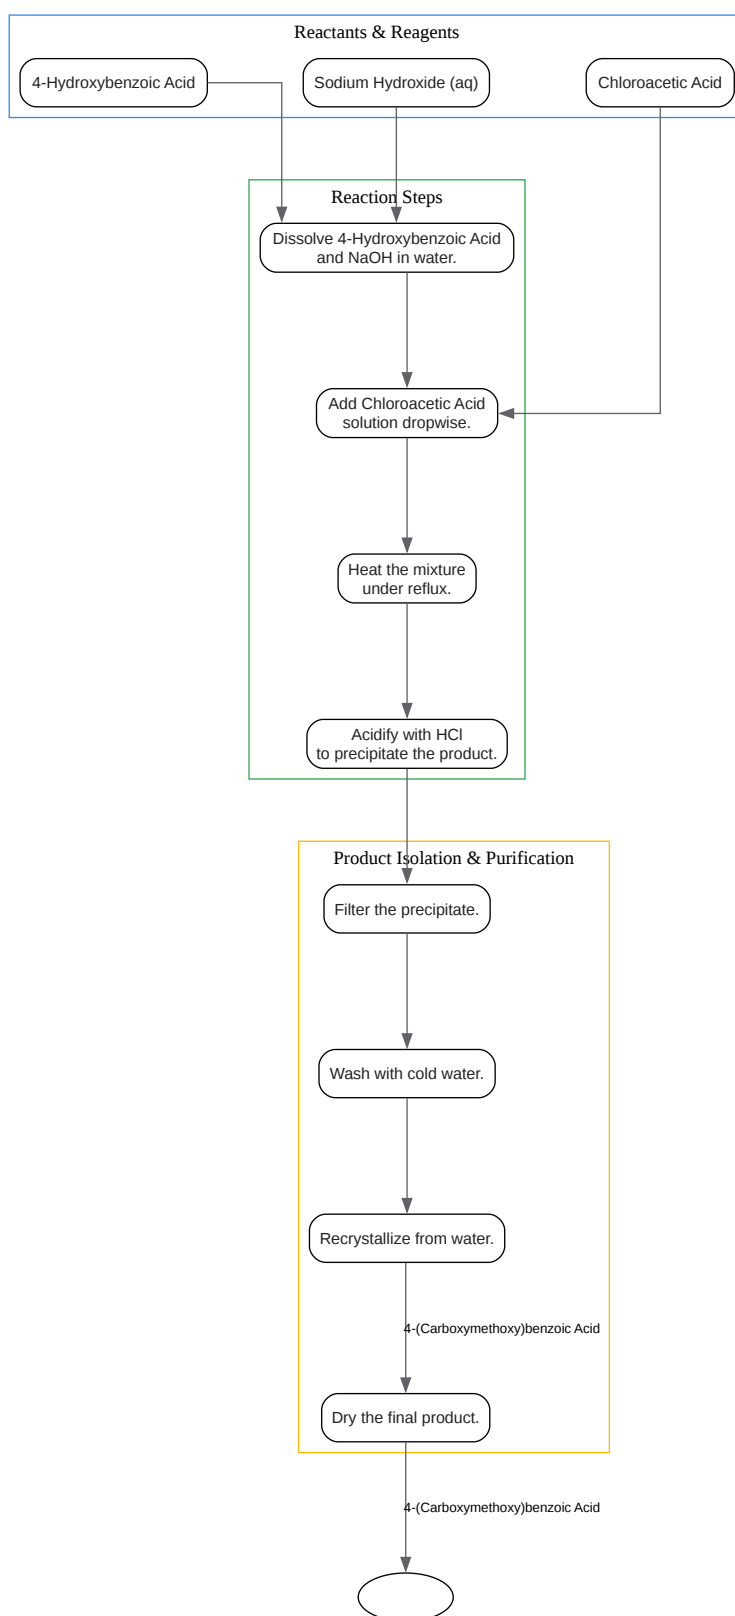 Reactants & Reagents
4-Hydroxybenzoic Acid
Sodium Hydroxide (aq)
Chloroacetic Acid
Reaction Steps
Dissolve 4-Hydroxybenzoic Acid
and NaOH in water.
Add Chloroacetic Acid
solution dropwise.
Heat the mixture
under reflux.
Acidify with HCl
to precipitate the product.
Product Isolation & Purification
Filter the precipitate.
Wash with cold water.
Recrystallize from water.
4-(Carboxymethoxy)benzoic Acid
Dry the final product.
4-(Carboxymethoxy)benzoic Acid